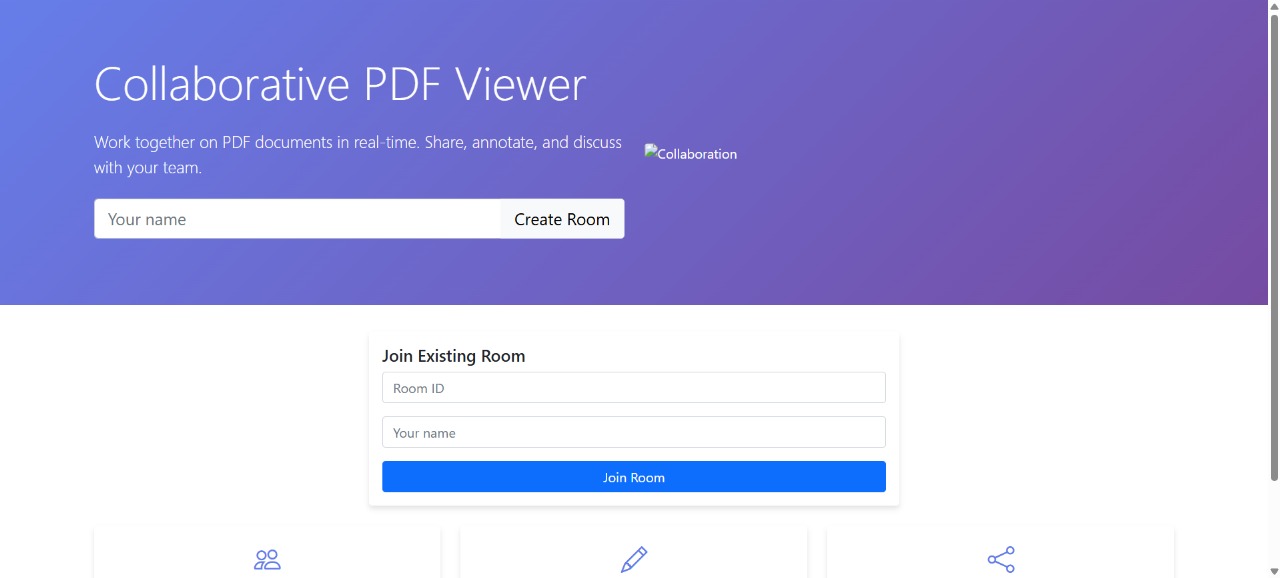 Collaborative PDF Viewer
Work together on PDF documents in real-time. Share, annotate, and discuss
with your team.
Collaboration
Your name
Create Room
Join Existing Room
Room ID
Your name
Join Room